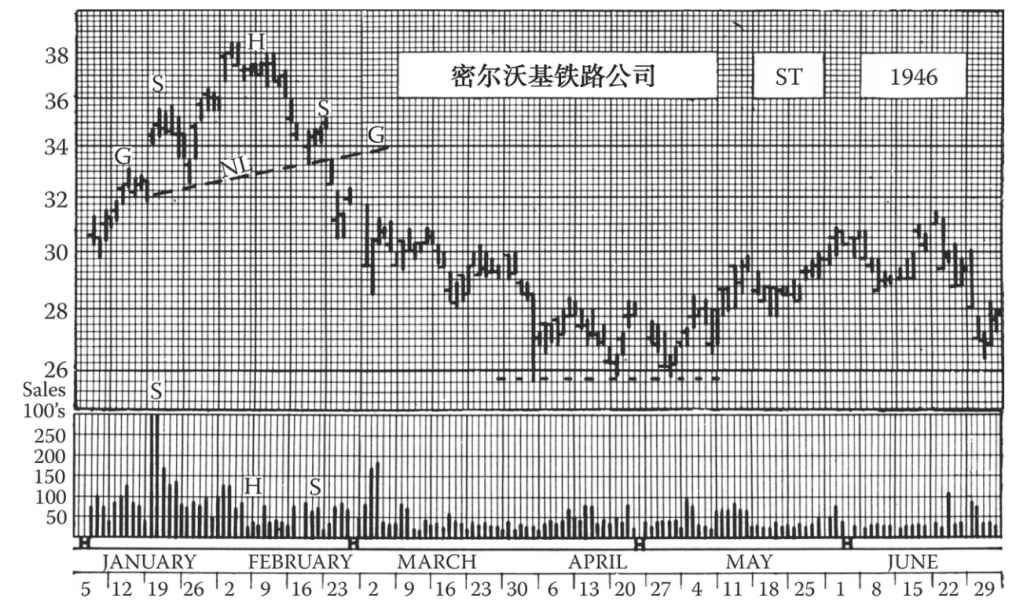 密尔沃基铁路公司 ST 1946
38
36
34
32
30
28
26
S
H
S
G
G
NL
Sales
100's
250
200
150
100
50
S
H
S
JANUARY FEBRUARY MARCH APRIL MAY JUNE
5 12 19 26 2 9 16 23 2 9 16 23 30 6 13 20 27 4 11 18 25 1 8 15 22 29